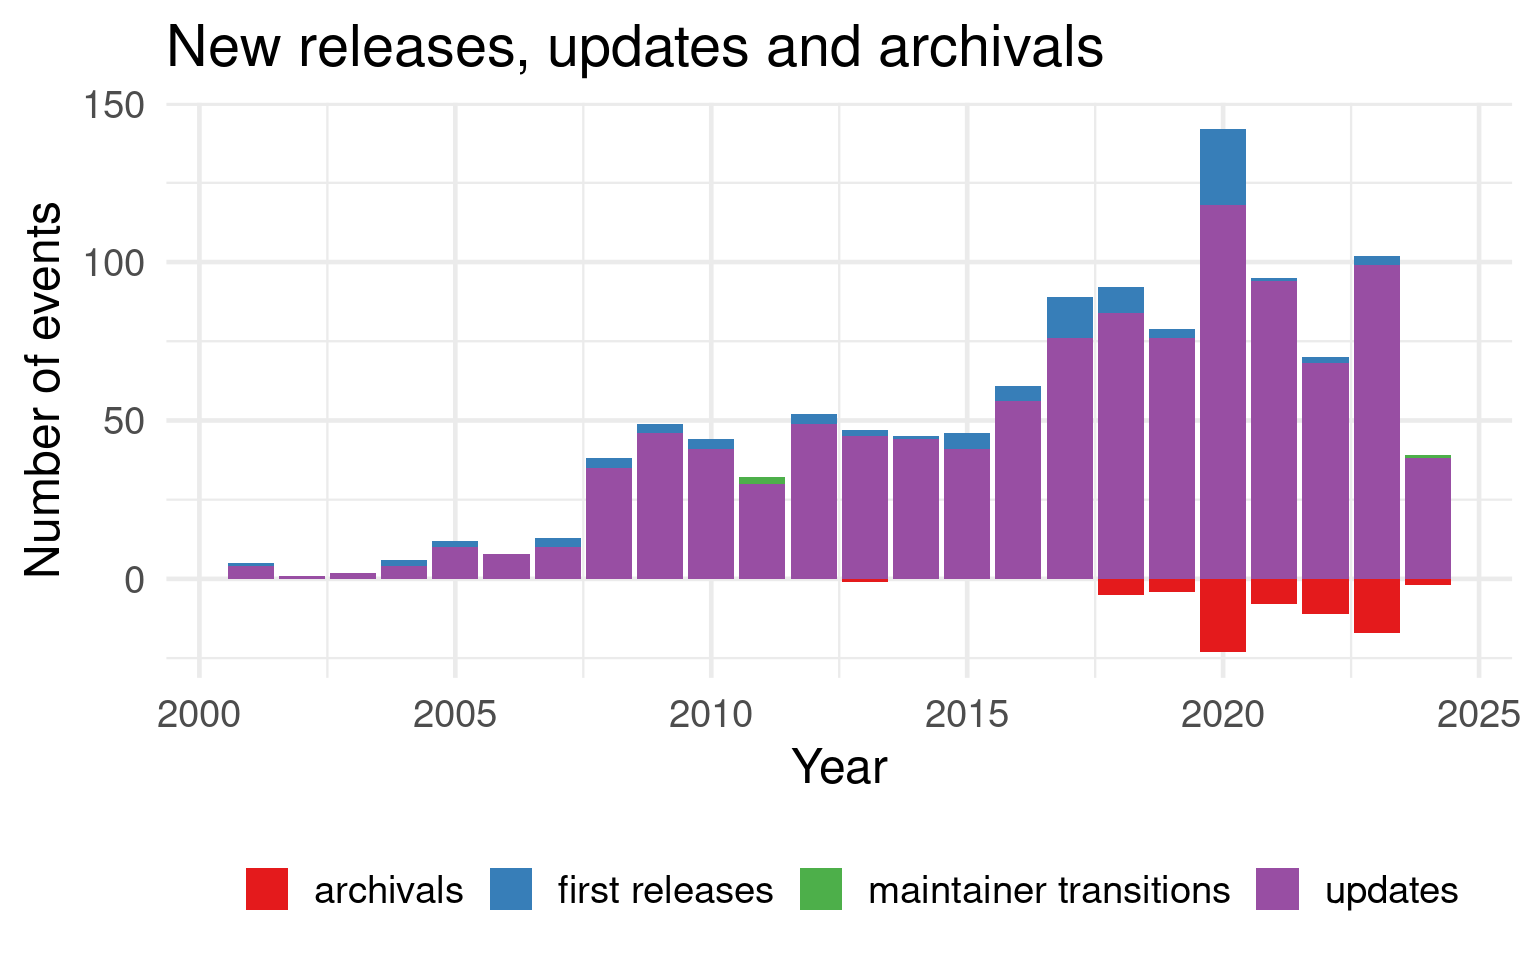 New releases, updates and archivals
Number of events
150
100
50
0
2000 2005 2010 2015 2020 2025
Year
archivals first releases maintainer transitions updates